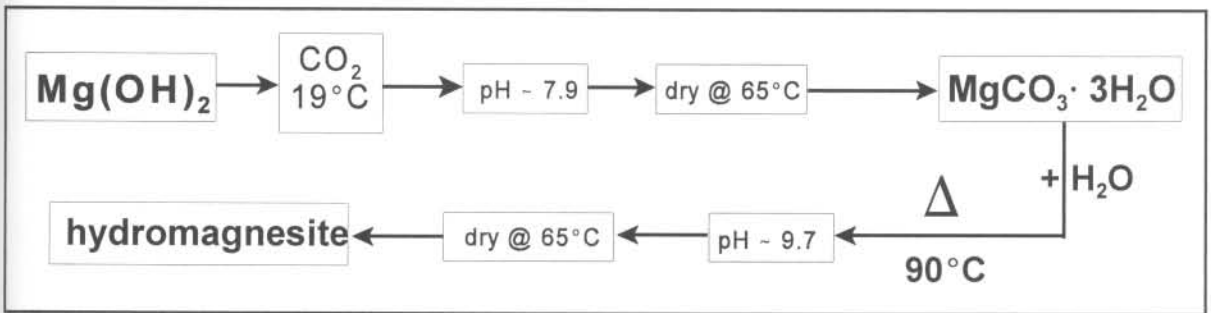 Mg(OH)₂
CO₂
19°C
pH ~ 7.9
dry @ 65°C
MgCO₃· 3H₂O
+ H₂O
Δ
90°C
pH ~ 9.7
dry @ 65°C
hydromagnesite